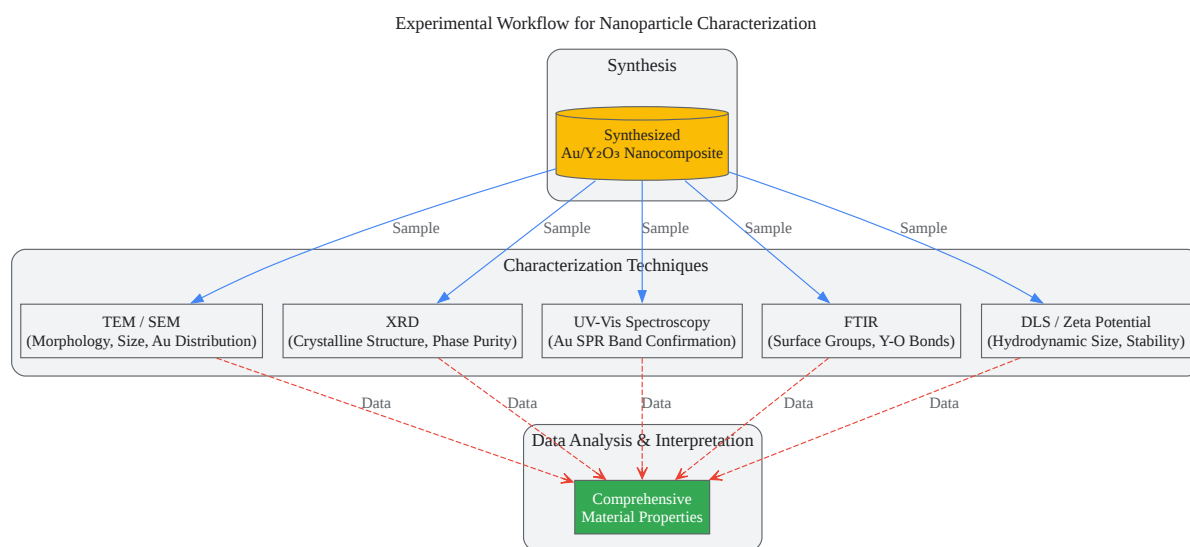 Experimental Workflow for Nanoparticle Characterization
Synthesis
Synthesized
Au/Y₂O₃ Nanocomposite
Sample
Sample
Sample
Sample
Sample
Characterization Techniques
TEM / SEM
(Morphology, Size, Au Distribution)
XRD
(Crystalline Structure, Phase Purity)
UV-Vis Spectroscopy
(Au SPR Band Confirmation)
FTIR
(Surface Groups, Y-O Bonds)
DLS / Zeta Potential
(Hydrodynamic Size, Stability)
Data
Data
Data
Data
Data
Data Analysis & Interpretation
Comprehensive
Material Properties